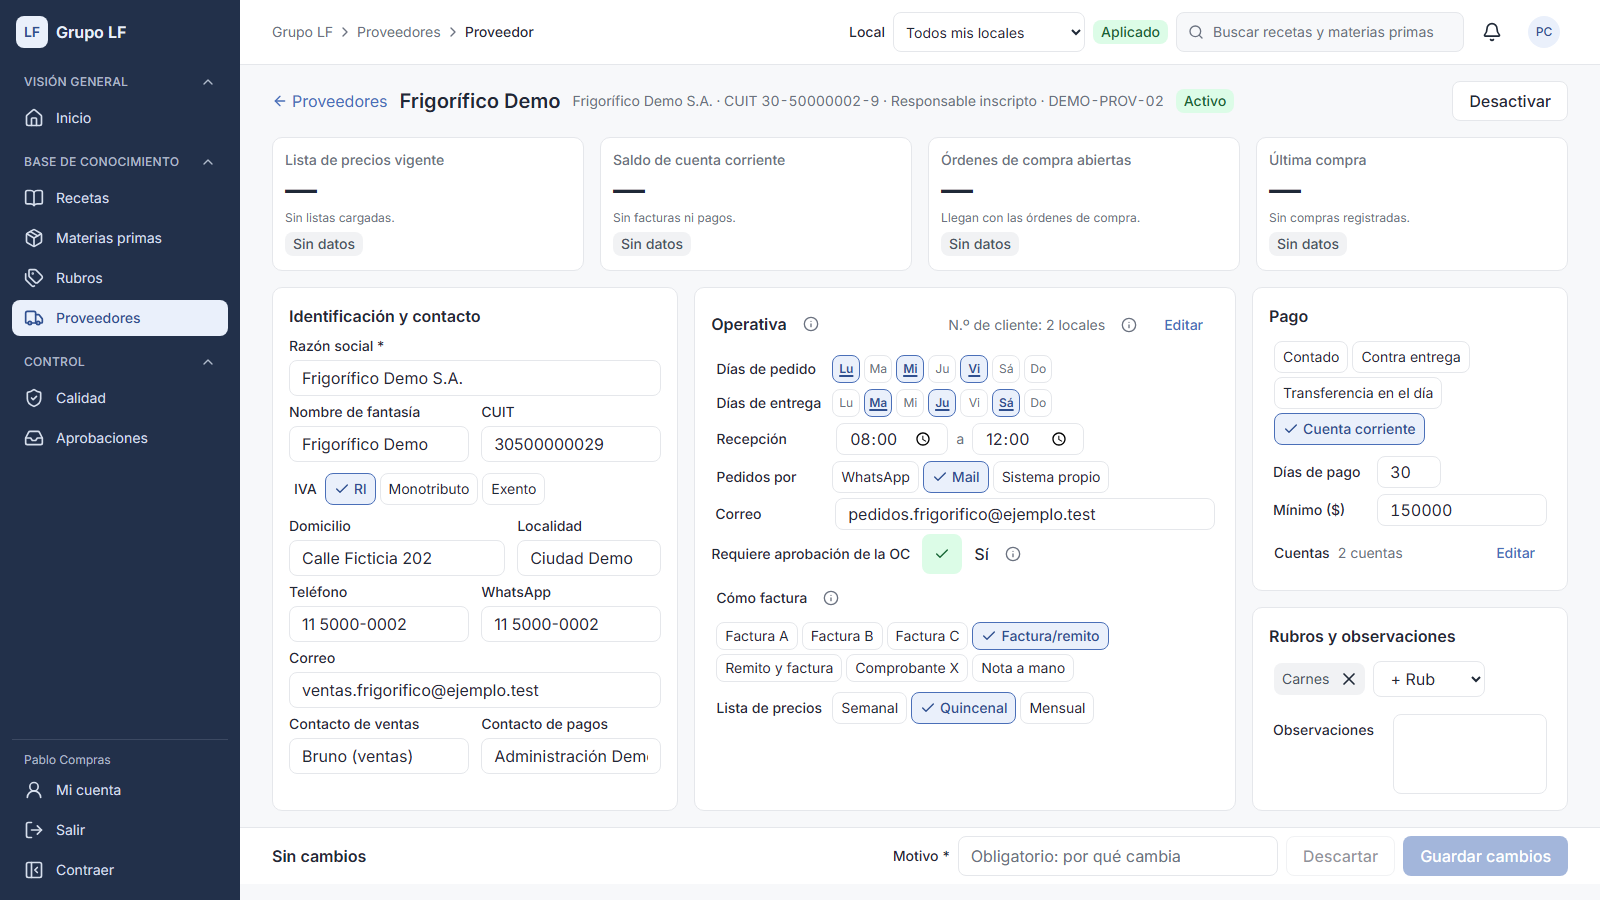 LF Grupo LF
VISIÓN GENERAL
Inicio
BASE DE CONOCIMIENTO
Recetas
Materias primas
Rubros
Proveedores
CONTROL
Calidad
Aprobaciones
Pablo Compras
Mi cuenta
Salir
Contraer
Grupo LF > Proveedores > Proveedor
Local Todos mis locales Aplicado Buscar recetas y materias primas PC
← Proveedores Frigorífico Demo Frigorífico Demo S.A. · CUIT 30-50000002-9 · Responsable inscripto · DEMO-PROV-02 Activo Desactivar
Lista de precios vigente
—
Sin listas cargadas.
Sin datos
Saldo de cuenta corriente
—
Sin facturas ni pagos.
Sin datos
Órdenes de compra abiertas
—
Llegan con las órdenes de compra.
Sin datos
Última compra
—
Sin compras registradas.
Sin datos
Identificación y contacto
Razón social *
Frigorífico Demo S.A.
Nombre de fantasía CUIT
Frigorífico Demo 30500000029
IVA RI Monotributo Exento
Domicilio Localidad
Calle Ficticia 202 Ciudad Demo
Teléfono WhatsApp
11 5000-0002 11 5000-0002
Correo
ventas.frigorifico@ejemplo.test
Contacto de ventas Contacto de pagos
Bruno (ventas) Administración Dem
Operativa N.º de cliente: 2 locales Editar
Días de pedido Lu Ma Mi Ju Vi Sá Do
Días de entrega Lu Ma Mi Ju Vi Sá Do
Recepción 08:00 a 12:00
Pedidos por WhatsApp Mail Sistema propio
Correo pedidos.frigorifico@ejemplo.test
Requiere aprobación de la OC Sí
Cómo factura
Factura A Factura B Factura C Factura/remito
Remito y factura Comprobante X Nota a mano
Lista de precios Semanal Quincenal Mensual
Pago
Contado Contra entrega
Transferencia en el día
Cuenta corriente
Días de pago 30
Mínimo ($) 150000
Cuentas 2 cuentas Editar
Rubros y observaciones
Carnes + Rub
Observaciones
Sin cambios Motivo * Obligatorio: por qué cambia Descartar Guardar cambios